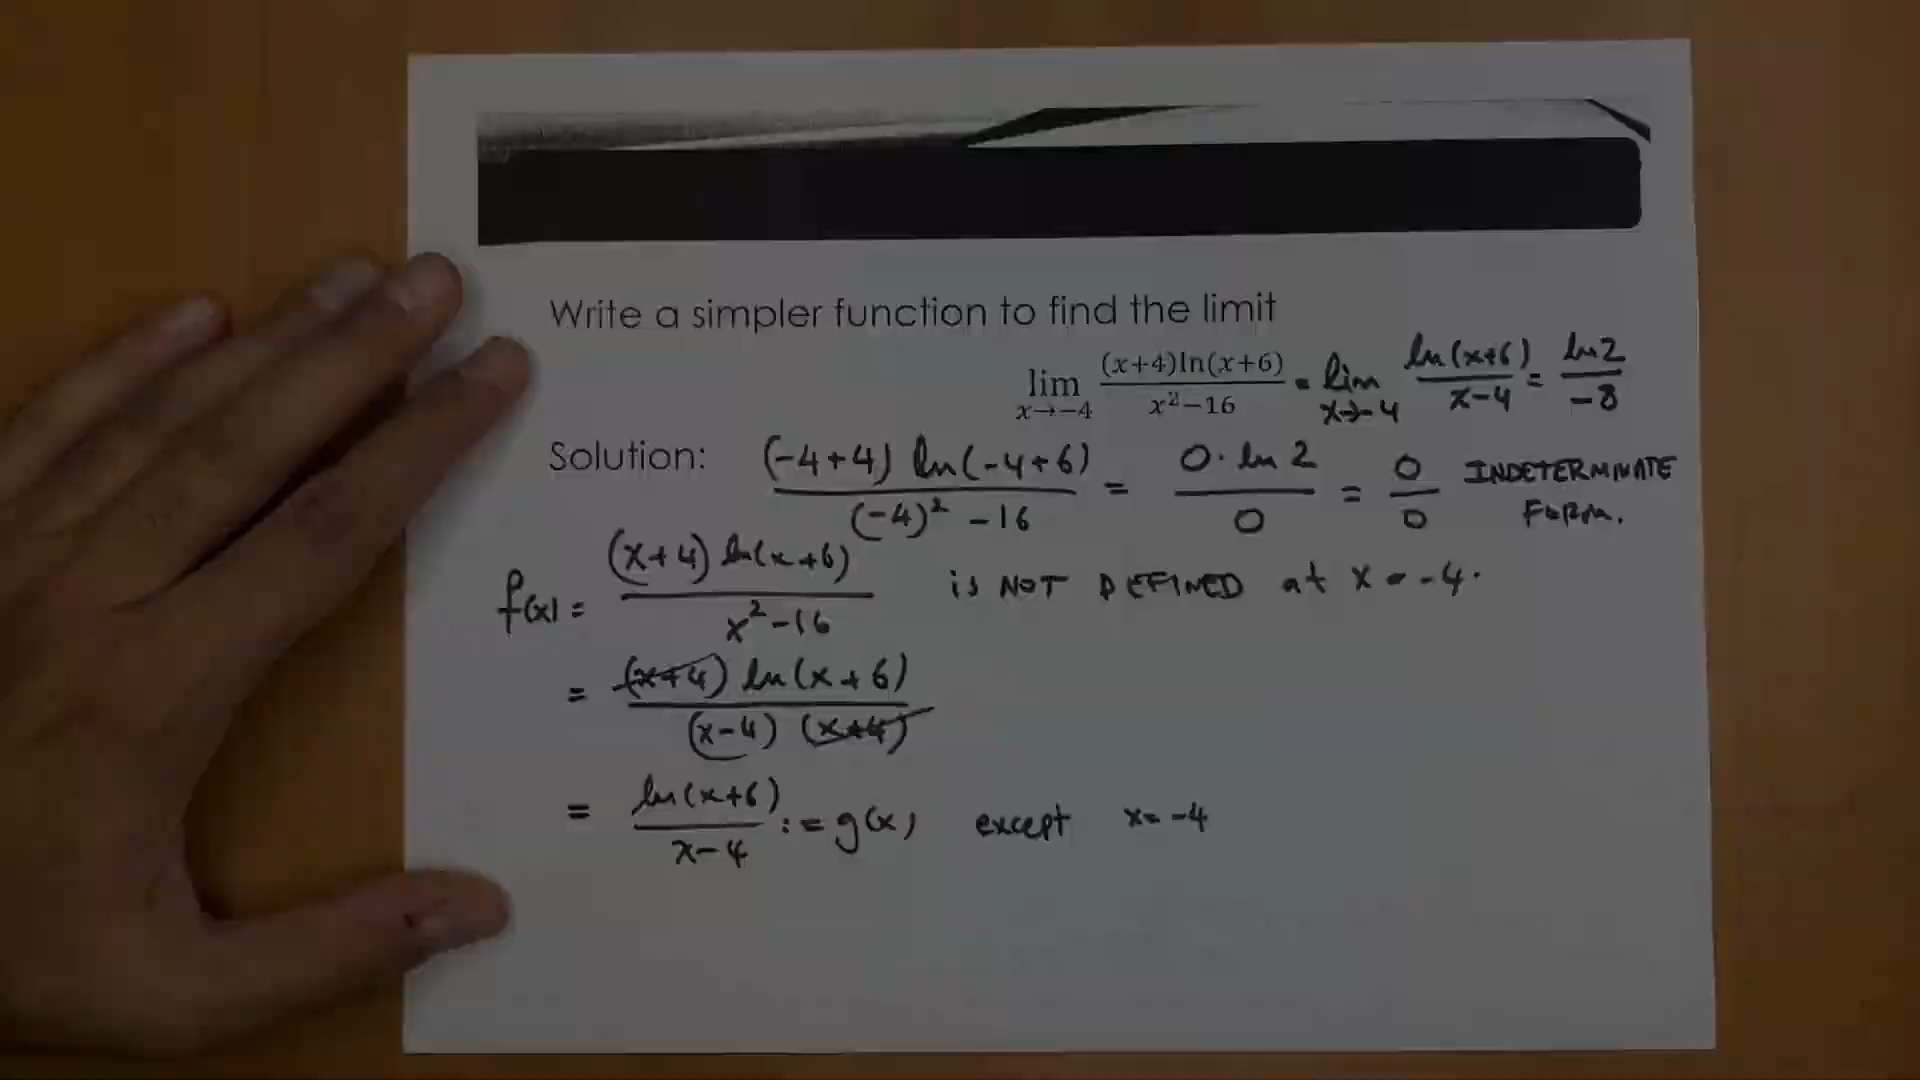 Write a simpler function to find the limit
lim x→-4 (x+4)ln(x+6) / x²-16 = lim x→-4 ln(x+6) / x-4 = ln2 / -8
Solution: (-4+4) ln(-4+6) / (-4)² -16 = 0·ln 2 / 0 = 0 / 0 INDETERMINATE FORM.
f(x) = (x+4) ln(x+6) / x²-16 is NOT DEFINED at x = -4.
= (x+4) ln(x+6) / (x-4) (x+4)
= ln(x+6) / x-4 := g(x) except x= -4